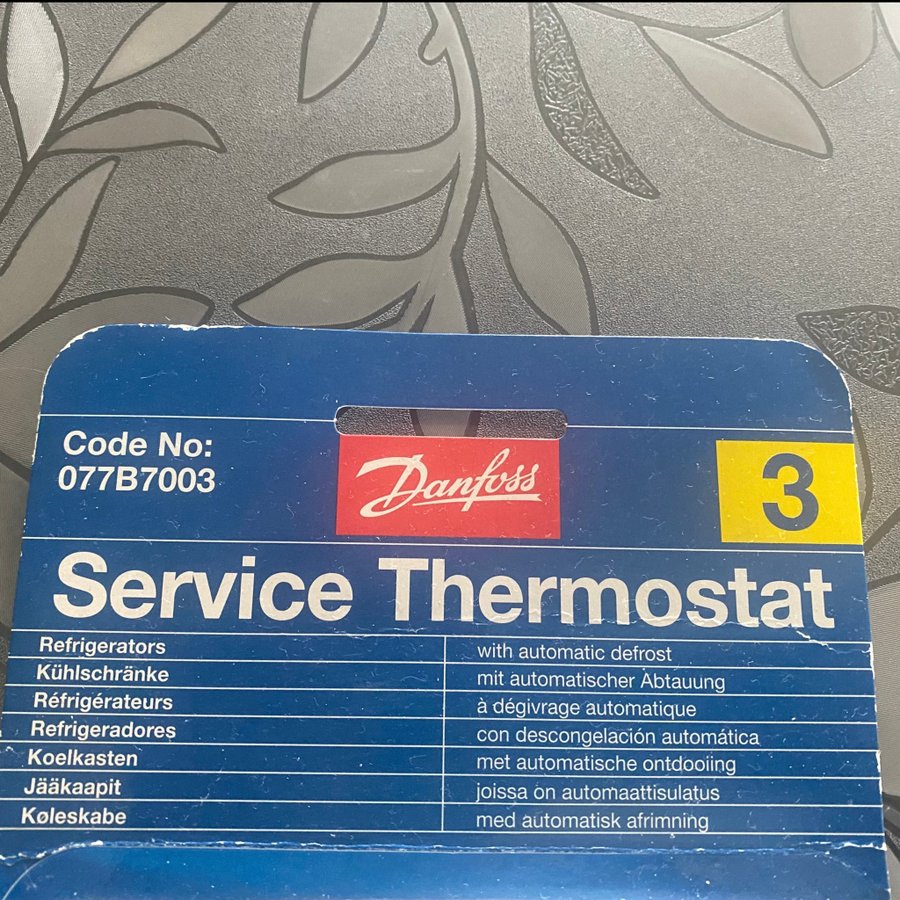 Code No:
077B7003
Danfoss
3
Service Thermostat
Refrigerators with automatic defrost
Kühlschränke mit automatischer Abtauung
Réfrigérateurs à dégivrage automatique
Refrigeradores con descongelación automática
Koelkasten met automatische ontdooiing
Jääkaapit joissa on automaattisulatus
Køleskabe med automatisk afrimning